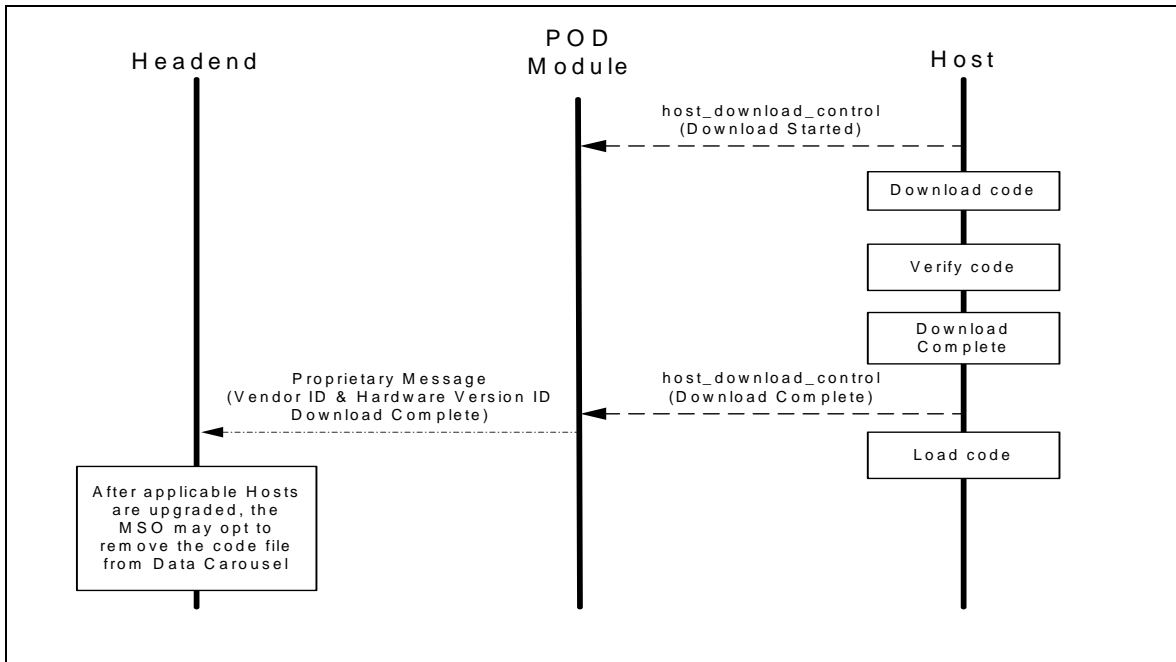 Headend
POD
Module
Host
host_download_control
(Download Started)
Download code
Verify code
Download
Complete
Proprietary Message
(Vendor ID & Hardware Version ID
Download Complete)
host_download_control
(Download Complete)
Load code
After applicable Hosts
are upgraded, the
MSO may opt to
remove the code file
from Data Carousel